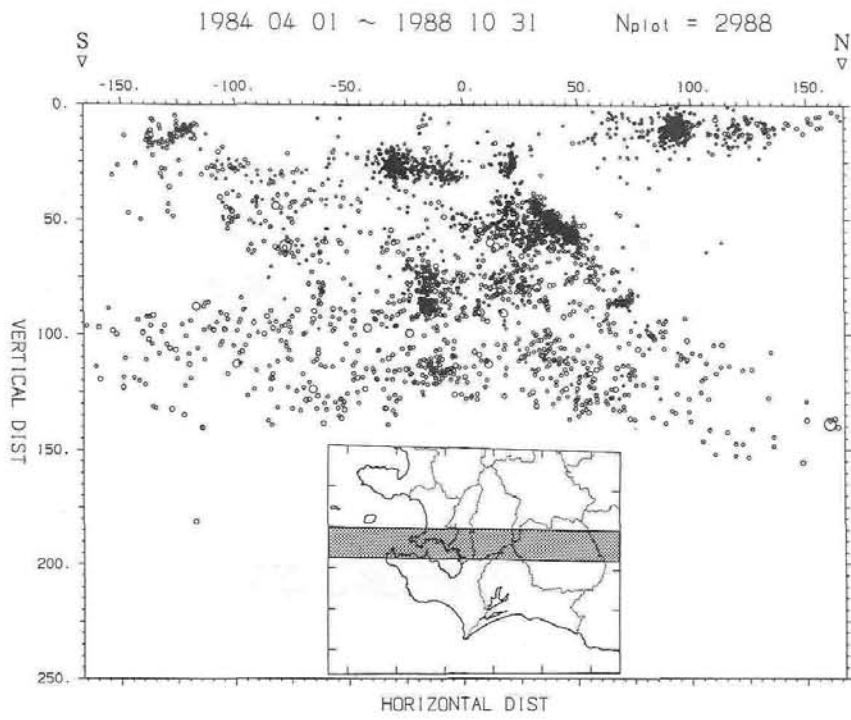 1984 04 01 ~ 1988 10 31 Nplot = 2988
S N
-150. -100. -50. 0. 50. 100. 150.
0.
50.
100.
150.
200.
250.
VERTICAL DIST
HORIZONTAL DIST